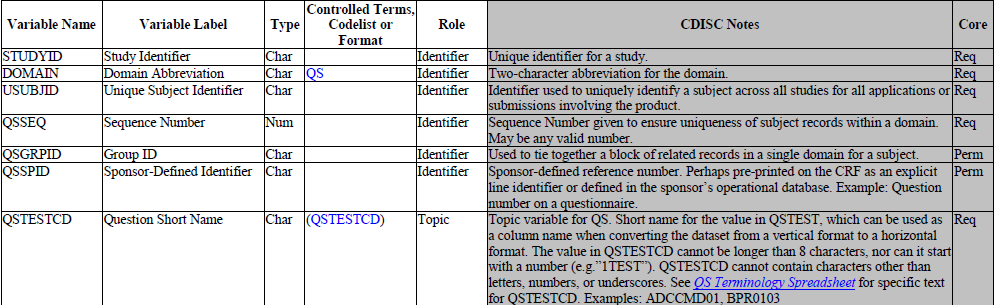 Variable Name Variable Label Type Controlled Terms, Codelist or Format Role CDISC Notes Core
STUDYID Study Identifier Char Identifier Unique identifier for a study. Req
DOMAIN Domain Abbreviation Char QS Identifier Two-character abbreviation for the domain. Req
USUBJID Unique Subject Identifier Char Identifier Identifier used to uniquely identify a subject across all studies for all applications or Req
submissions involving the product.
QSSEQ Sequence Number Num Identifier Sequence Number given to ensure uniqueness of subject records within a domain. Req
May be any valid number.
QSGRPID Group ID Char Identifier Used to tie together a block of related records in a single domain for a subject. Perm
QSSPID Sponsor-Defined Identifier Char Identifier Sponsor-defined reference number. Perhaps pre-printed on the CRF as an explicit Perm
line identifier or defined in the sponsor’s operational database. Example: Question
number on a questionnaire.
QSTESTCD Question Short Name Char (QSTESTCD) Topic Topic variable for QS. Short name for the value in QSTEST, which can be used as Req
a column name when converting the dataset from a vertical format to a horizontal
format. The value in QSTESTCD cannot be longer than 8 characters, nor can it start
with a number (e.g.”1TEST”). QSTESTCD cannot contain characters other than
letters, numbers, or underscores. See QS Terminology Spreadsheet for specific text
for QSTESTCD. Examples: ADCCMD01, BPR0103